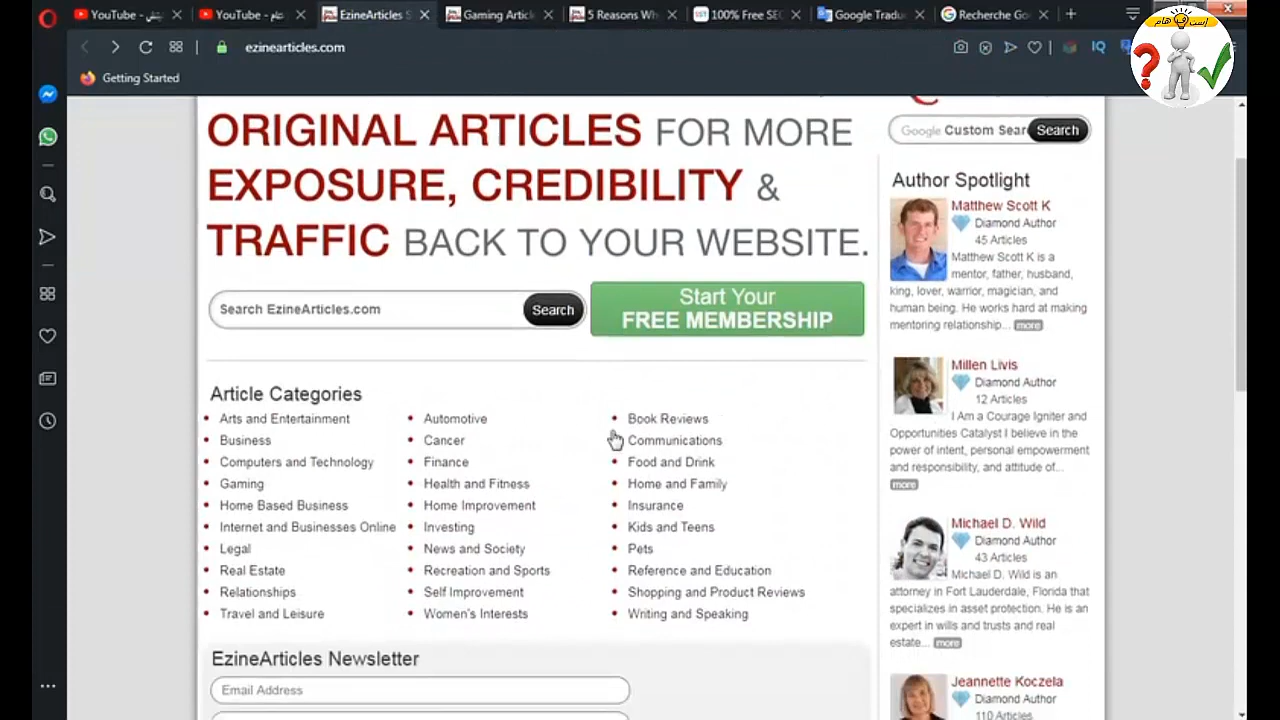 YouTube -
YouTube -
EzineArticles S
Gaming Articl
5 Reasons Wh
100% Free SEO
Google Tradu
Recherche Go
ezinearticles.com
IQ
Getting Started
ORIGINAL ARTICLES FOR MORE
EXPOSURE, CREDIBILITY &
TRAFFIC BACK TO YOUR WEBSITE.
Search EzineArticles.com
Search
Start Your
FREE MEMBERSHIP
Article Categories
Arts and Entertainment
Business
Computers and Technology
Gaming
Home Based Business
Internet and Businesses Online
Legal
Real Estate
Relationships
Travel and Leisure
Automotive
Cancer
Finance
Health and Fitness
Home Improvement
Investing
News and Society
Recreation and Sports
Self Improvement
Women's Interests
Book Reviews
Communications
Food and Drink
Home and Family
Insurance
Kids and Teens
Pets
Reference and Education
Shopping and Product Reviews
Writing and Speaking
EzineArticles Newsletter
Email Address
Google Custom Sear
Search
Author Spotlight
Matthew Scott K
Diamond Author
45 Articles
Matthew Scott K is a
mentor, father, husband,
king, lover, warrior, magician, and
human being. He works hard at making
mentoring relationship... more
Millen Livis
Diamond Author
12 Articles
I Am a Courage Igniter and
Opportunities Catalyst I believe in the
power of intent, personal empowerment
and responsibility, and attitude of...
more
Michael D. Wild
Diamond Author
43 Articles
Michael D. Wild is an
attorney in Fort Lauderdale, Florida that
specializes in asset protection. He is an
expert in wills and trusts and real
estate... more
Jeannette Koczela
Diamond Author
110 Articles